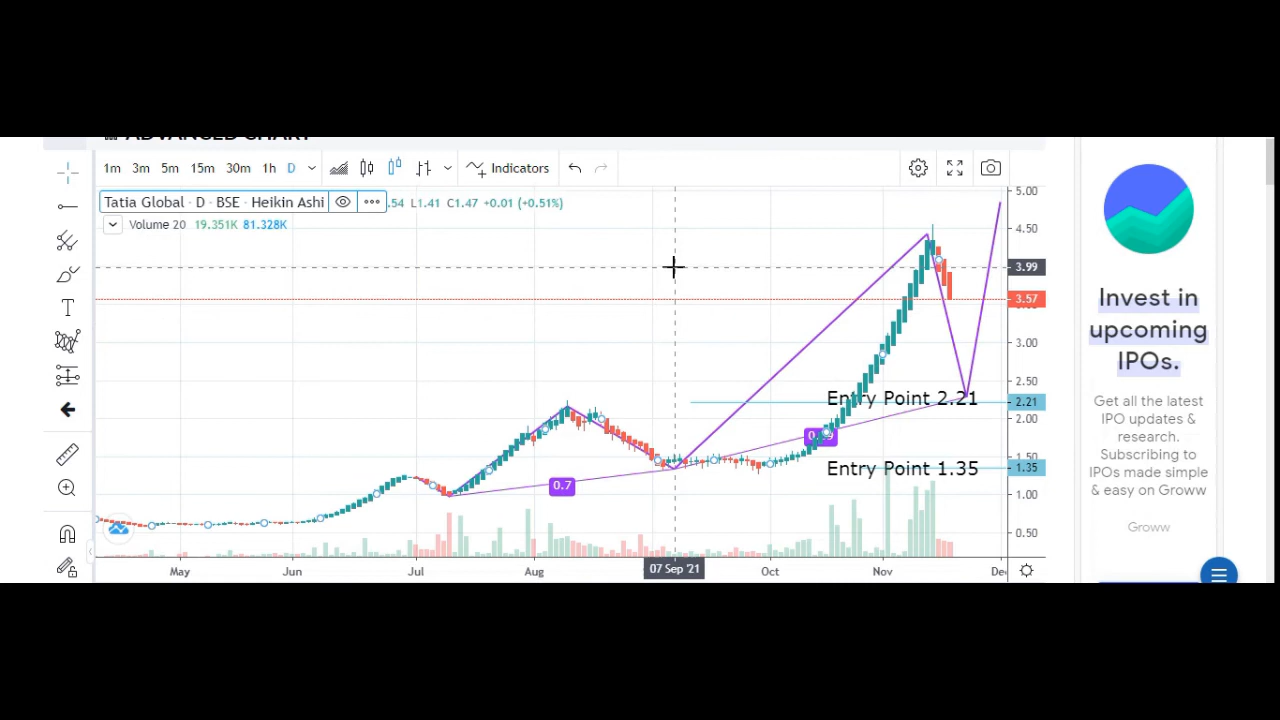 ADVANCED CHART
1m 3m 5m 15m 30m 1h D Indicators
Tatia Global · D · BSE · Heikin Ashi ••• .54 L1.41 C1.47 +0.01 (+0.51%)
Volume 20 19.351K 81.328K
5.00
4.50
3.99
3.57
3.00
2.50
2.21
2.00
1.50
1.35
1.00
0.50
Entry Point 2.21
Entry Point 1.35
0.7
May Jun Jul Aug 07 Sep '21 Oct Nov
Invest in
upcoming
IPOs.
Get all the latest
IPO updates &
research.
Subscribing to
IPOs made simple
& easy on Groww
Groww